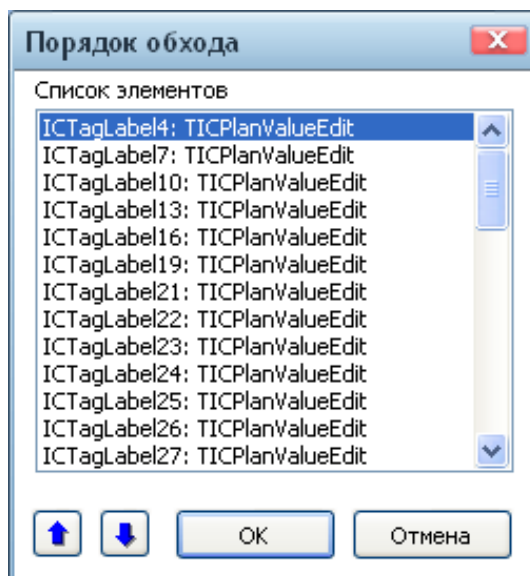 Порядок обхода
Список элементов
ICTagLabel4: TICPlanValueEdit
ICTagLabel7: TICPlanValueEdit
ICTagLabel10: TICPlanValueEdit
ICTagLabel13: TICPlanValueEdit
ICTagLabel16: TICPlanValueEdit
ICTagLabel19: TICPlanValueEdit
ICTagLabel21: TICPlanValueEdit
ICTagLabel22: TICPlanValueEdit
ICTagLabel23: TICPlanValueEdit
ICTagLabel24: TICPlanValueEdit
ICTagLabel25: TICPlanValueEdit
ICTagLabel26: TICPlanValueEdit
ICTagLabel27: TICPlanValueEdit
OK Отмена